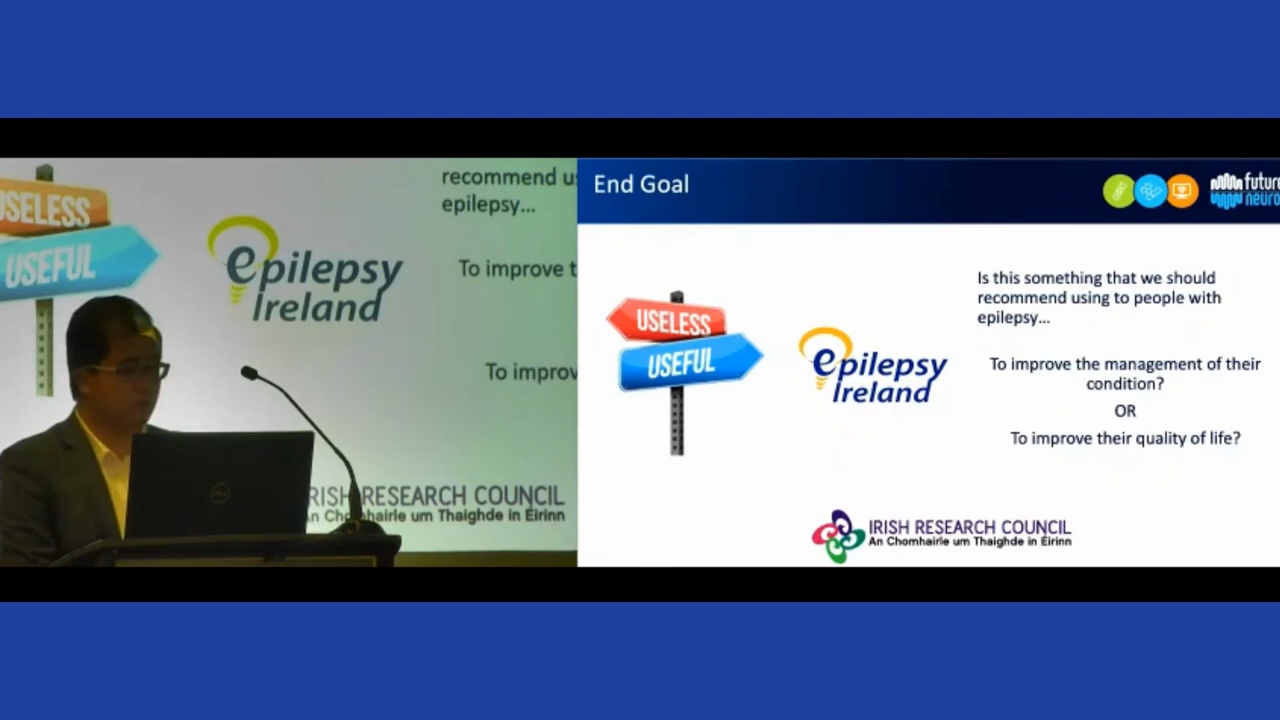 USELESS
USEFUL
epilepsy
Ireland
recommend us
epilepsy...
To improve t
To improv
RISH RESEARCH COUNCIL
An Chomhairle um Thaighde in Éirinn
DELL
End Goal
future
neuro
USELESS
USEFUL
epilepsy
Ireland
Is this something that we should
recommend using to people with
epilepsy...
To improve the management of their
condition?
OR
To improve their quality of life?
IRISH RESEARCH COUNCIL
An Chomhairle um Thaighde in Éirinn